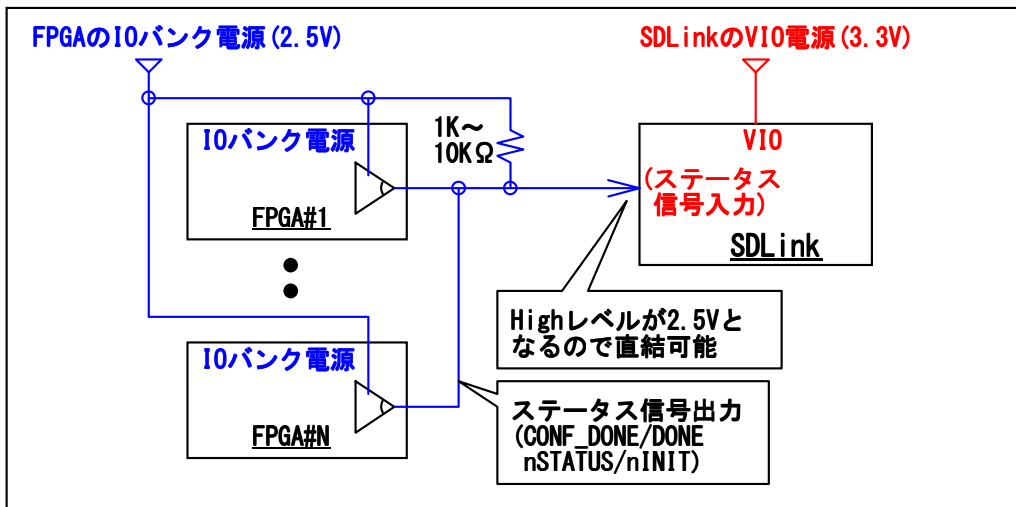 FPGAのIOバンク電源(2.5V)
SDLinkのVIO電源(3.3V)
IOバンク電源
FPGA#1
1K～
10KΩ
VIO
(ステータス
信号入力)
SDLink
Highレベルが2.5Vと
なるので直結可能
IOバンク電源
FPGA#N
ステータス信号出力
(CONF_DONE/DONE
nSTATUS/nINIT)